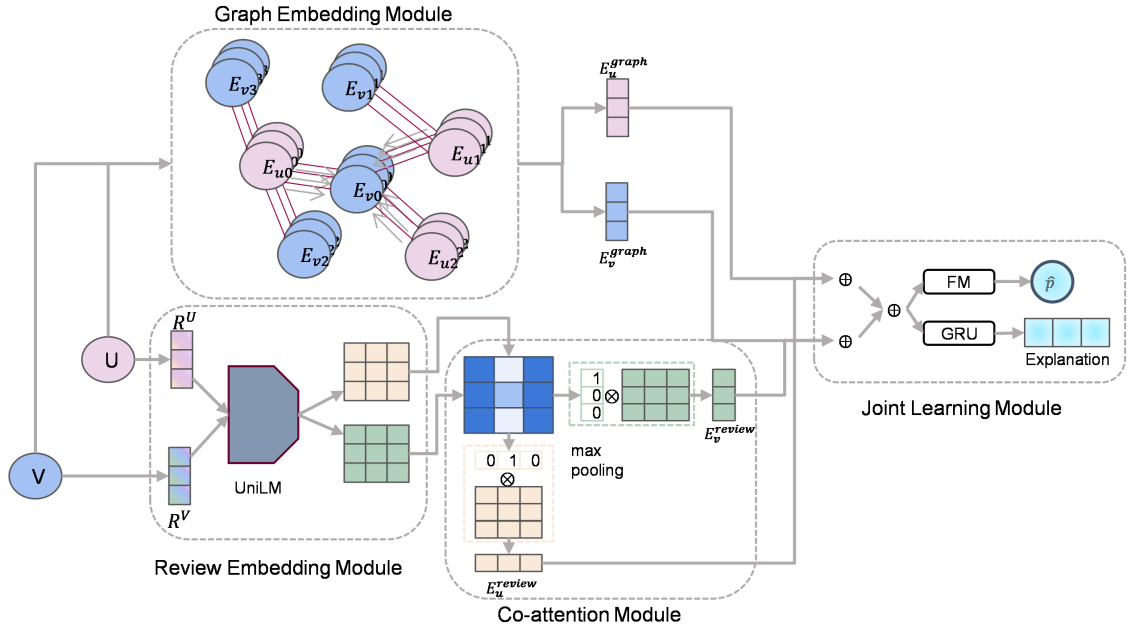 Graph Embedding Module
E_{v3}
E_{v1}
E_{u0}
E_{u1}
E_{v0}
E_{v2}
E_{u2}
E_u^{graph}
E_v^{graph}
U
V
R^U
R^V
UniLM
Review Embedding Module
1
0
0
⊗
E_v^{review}
max
pooling
0 1 0
⊗
E_u^{review}
Co-attention Module
⊕
⊕
⊕
FM
p̂
GRU
Explanation
Joint Learning Module